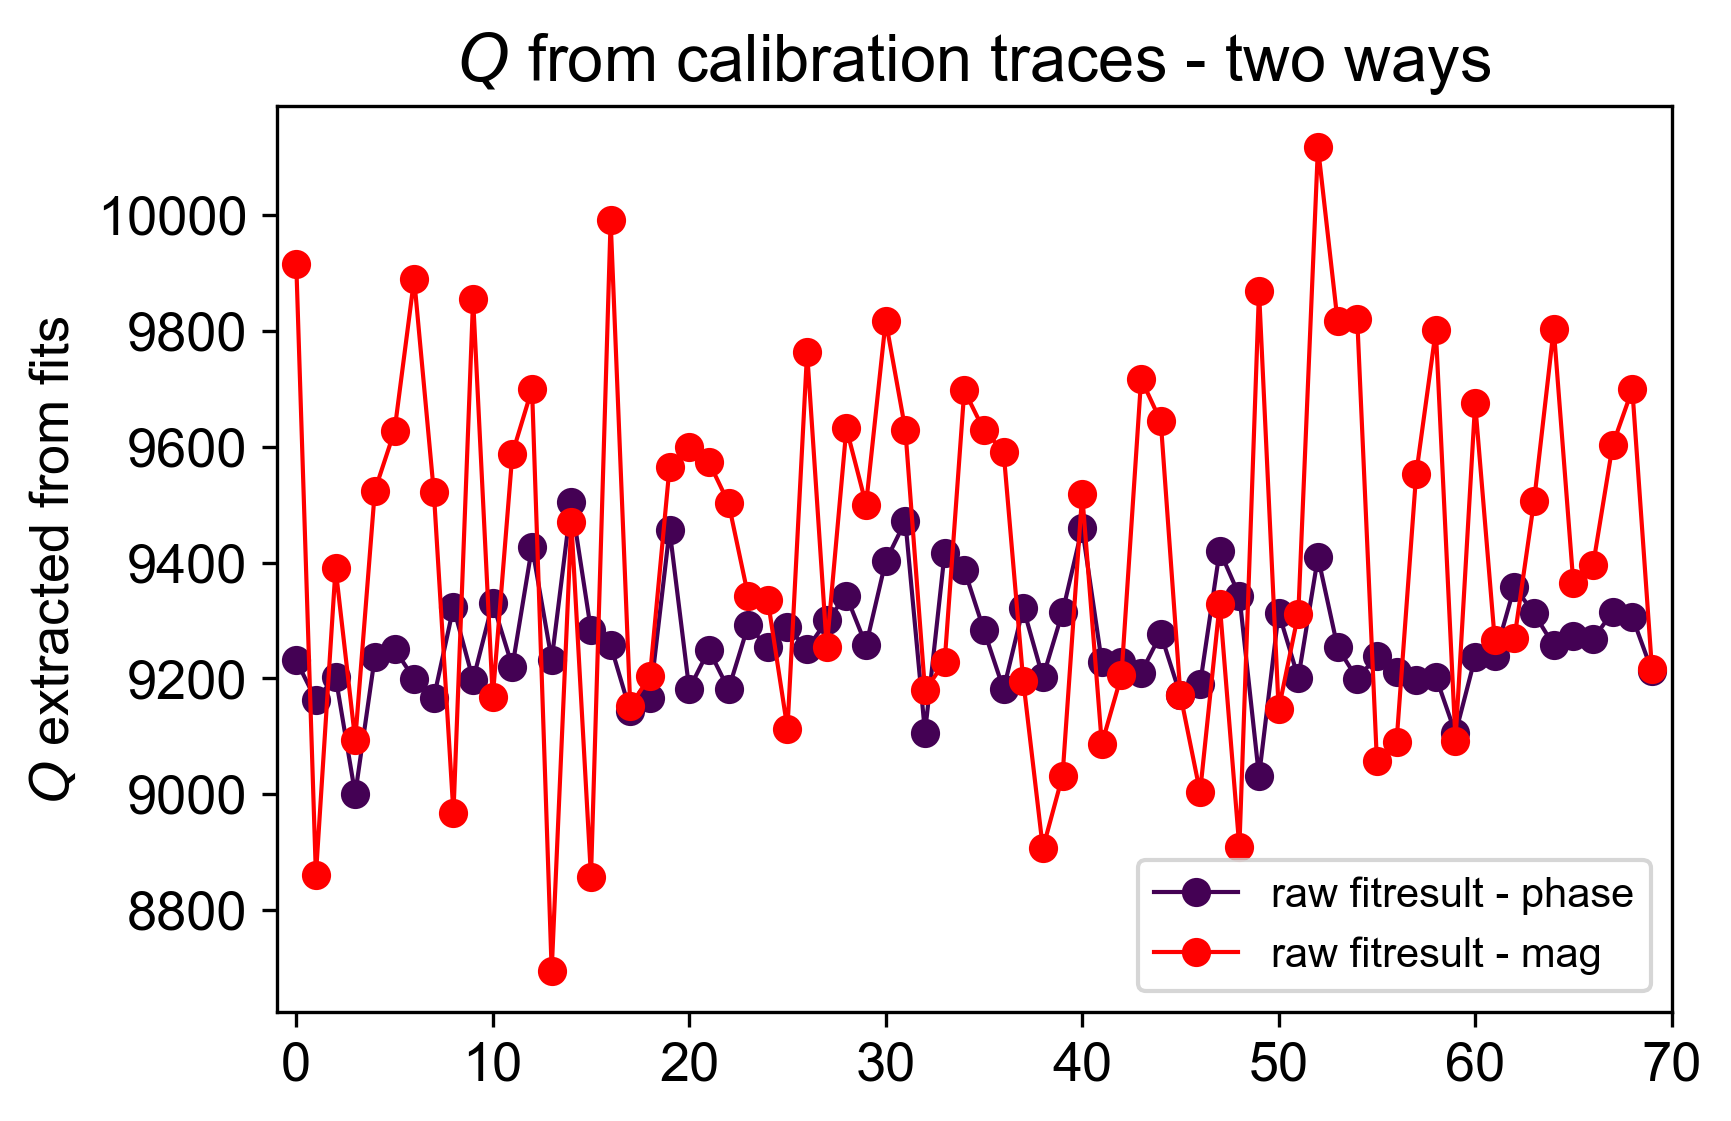 Q from calibration traces - two ways
Q extracted from fits
10000
9800
9600
9400
9200
9000
8800
raw fitresult - phase
raw fitresult - mag
0 10 20 30 40 50 60 70